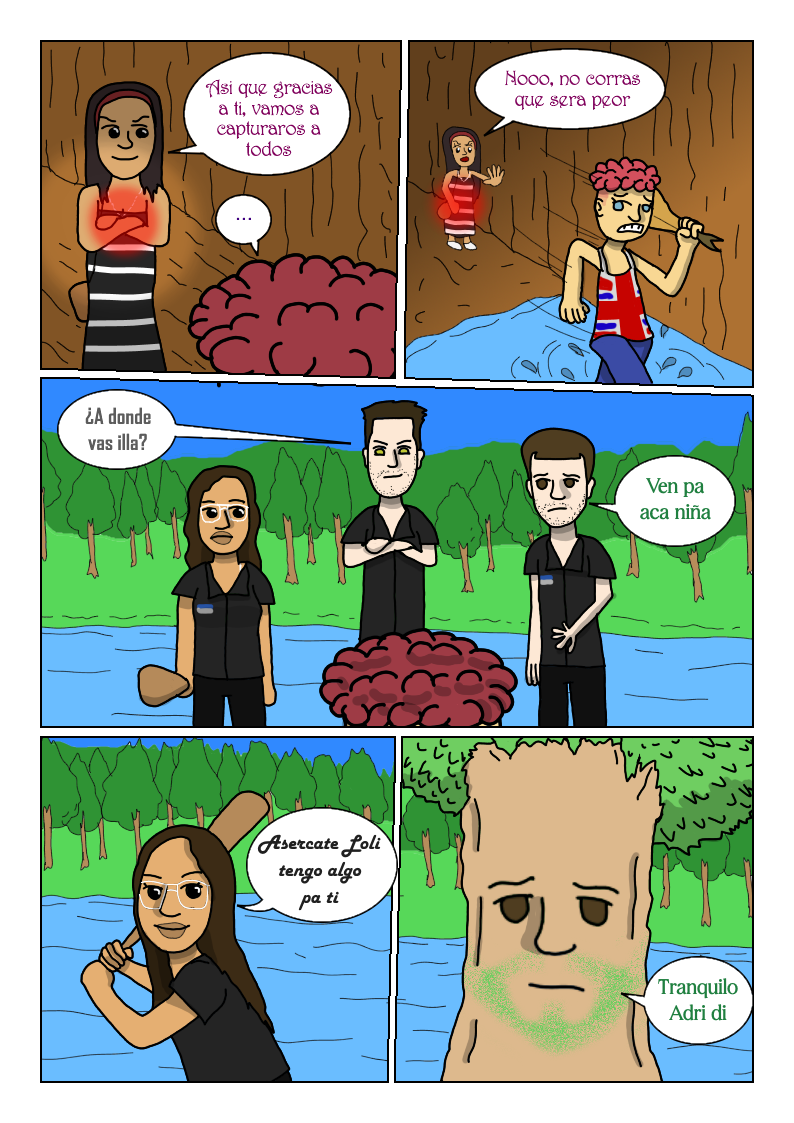 Asi que gracias
a ti, vamos a
capturaros a
todos
...
Nooo, no corras
que sera peor
¿A donde
vas illa?
Ven pa
aca niña
Asercate Loli
tengo algo
pa ti
Tranquilo
Adri di